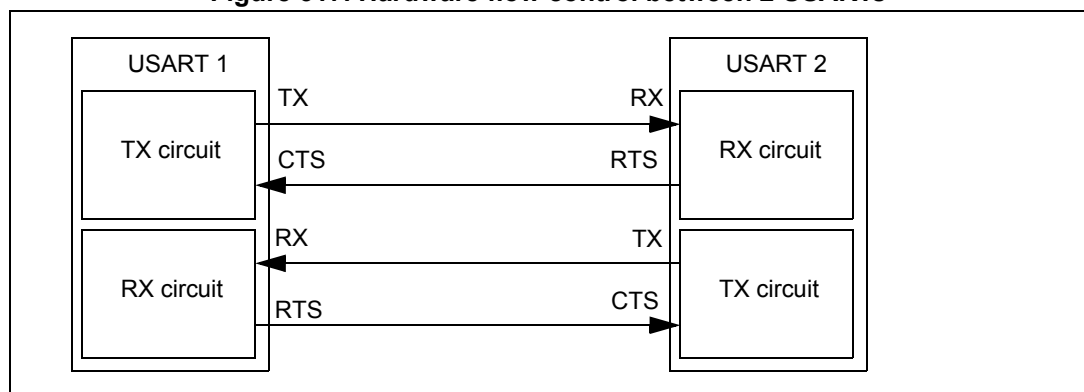 USART 1
USART 2
TX
RX
TX circuit
RX circuit
CTS
RTS
RX
TX
RX circuit
TX circuit
RTS
CTS